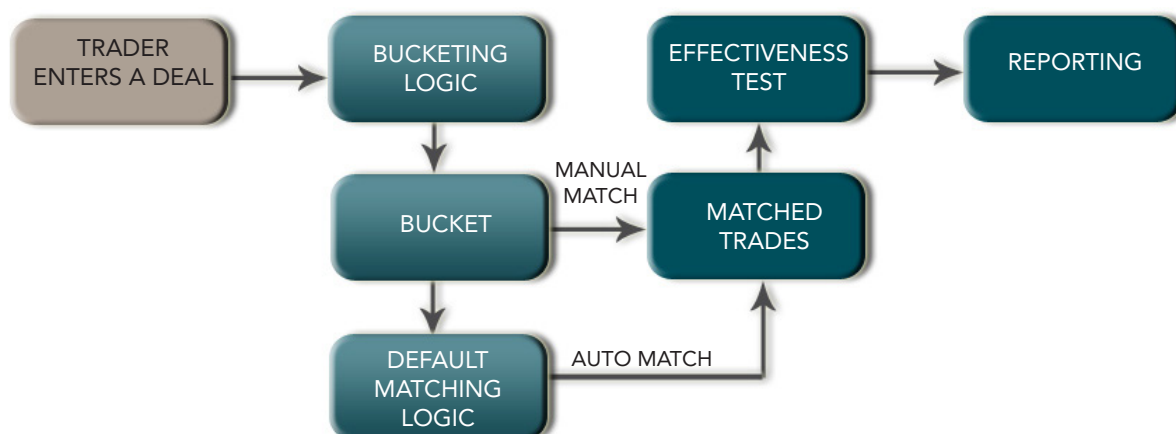 TRADER
ENTERS A DEAL
BUCKETING
LOGIC
EFFECTIVENESS
TEST
REPORTING
BUCKET
MANUAL
MATCH
MATCHED
TRADES
DEFAULT
MATCHING
LOGIC
AUTO MATCH